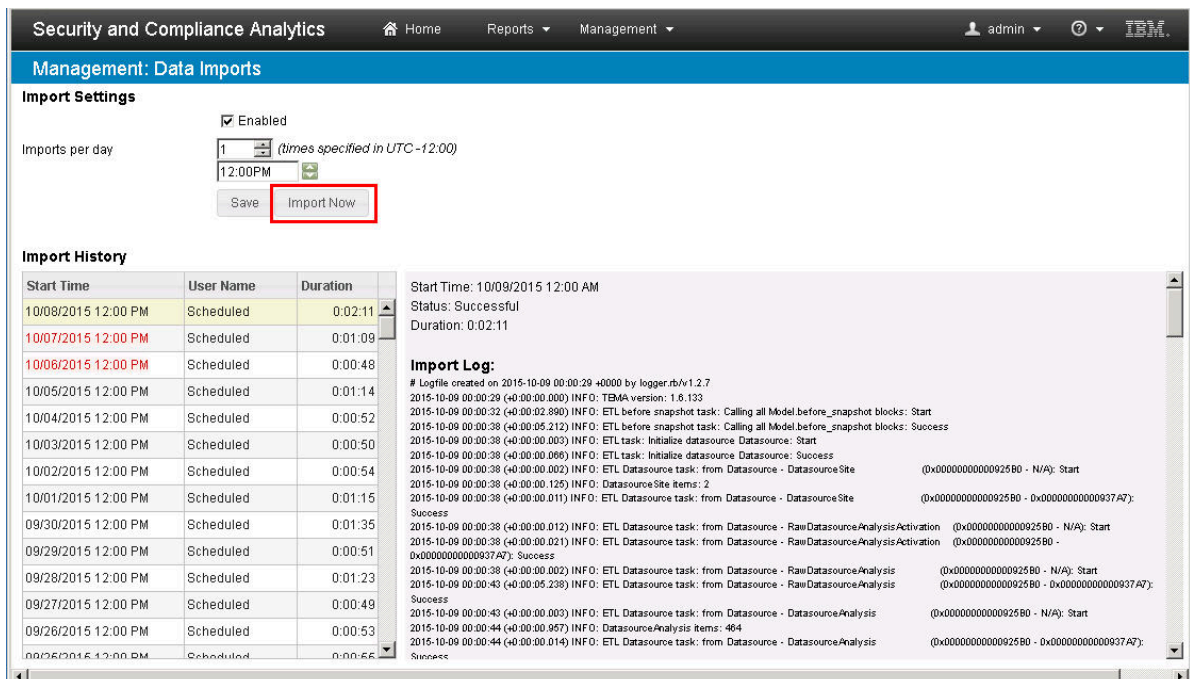 Security and Compliance Analytics Home Reports Management admin ? IBM.
Management: Data Imports
Import Settings
Enabled
Imports per day 1 (times specified in UTC -12:00)
12:00PM
Save Import Now
Import History
Start Time User Name Duration
10/08/2015 12:00 PM Scheduled 0:02:11
10/07/2015 12:00 PM Scheduled 0:01:09
10/06/2015 12:00 PM Scheduled 0:00:48
10/05/2015 12:00 PM Scheduled 0:01:14
10/04/2015 12:00 PM Scheduled 0:00:52
10/03/2015 12:00 PM Scheduled 0:00:50
10/02/2015 12:00 PM Scheduled 0:00:54
10/01/2015 12:00 PM Scheduled 0:01:15
09/30/2015 12:00 PM Scheduled 0:01:35
09/29/2015 12:00 PM Scheduled 0:00:51
09/28/2015 12:00 PM Scheduled 0:01:23
09/27/2015 12:00 PM Scheduled 0:00:49
09/26/2015 12:00 PM Scheduled 0:00:53
09/25/2015 12:00 PM Scheduled
Start Time: 10/09/2015 12:00 AM
Status: Successful
Duration: 0:02:11
Import Log:
# Logfile created on 2015-10-09 00:00:29 +0000 by logger.rb/v1.2.7
2015-10-09 00:00:29 (+0:00:00.000) INFO: TEMA version: 1.6.133
2015-10-09 00:00:32 (+0:00:02.890) INFO: ETL before snapshot task: Calling all Model.before_snapshot blocks: Start
2015-10-09 00:00:38 (+0:00:05.212) INFO: ETL before snapshot task: Calling all Model.before_snapshot blocks: Success
2015-10-09 00:00:38 (+0:00:00.003) INFO: ETL task: Initialize datasource Datasource: Start
2015-10-09 00:00:38 (+0:00:00.066) INFO: ETL task: Initialize datasource Datasource: Success
2015-10-09 00:00:38 (+0:00:00.002) INFO: ETL Datasource task: from Datasource - DatasourceSite (0x00000000000925B0 - N/A): Start
2015-10-09 00:00:38 (+0:00:00.125) INFO: DatasourceSite items: 2
2015-10-09 00:00:38 (+0:00:00.011) INFO: ETL Datasource task: from Datasource - DatasourceSite (0x00000000000925B0 - 0x00000000000937A7):
Success
2015-10-09 00:00:38 (+0:00:00.012) INFO: ETL Datasource task: from Datasource - RawDatasourceAnalysisActivation (0x00000000000925B0 - N/A): Start
2015-10-09 00:00:38 (+0:00:00.021) INFO: ETL Datasource task: from Datasource - RawDatasourceAnalysisActivation (0x00000000000925B0 -
0x00000000000937A7): Success
2015-10-09 00:00:38 (+0:00:00.002) INFO: ETL Datasource task: from Datasource - RawDatasourceAnalysis (0x00000000000925B0 - N/A): Start
2015-10-09 00:00:43 (+0:00:05.238) INFO: ETL Datasource task: from Datasource - RawDatasourceAnalysis (0x00000000000925B0 - 0x00000000000937A7):
Success
2015-10-09 00:00:43 (+0:00:00.003) INFO: ETL Datasource task: from Datasource - DatasourceAnalysis (0x00000000000925B0 - N/A): Start
2015-10-09 00:00:44 (+0:00:00.957) INFO: DatasourceAnalysis items: 464
2015-10-09 00:00:44 (+0:00:00.014) INFO: ETL Datasource task: from Datasource - DatasourceAnalysis (0x00000000000925B0 - 0x00000000000937A7):
Success